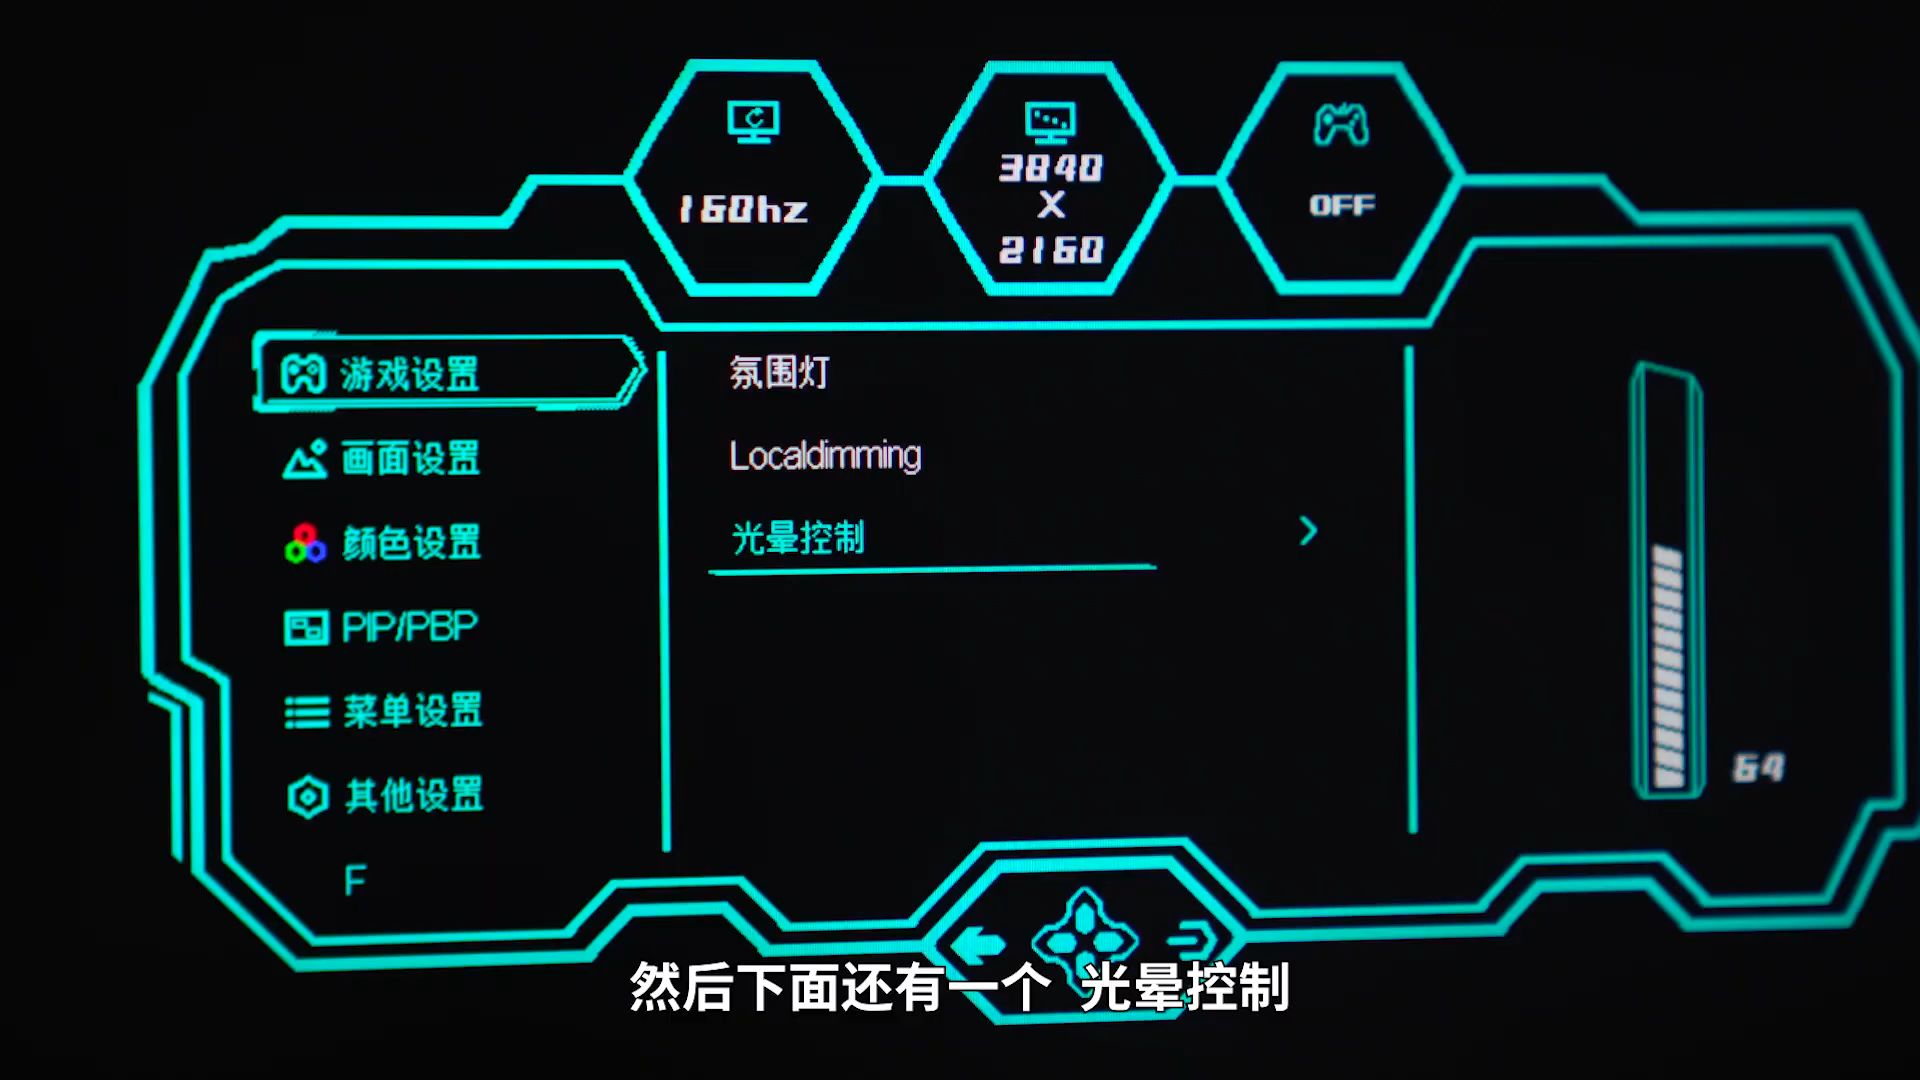 160hz
3840
X
2160
OFF
游戏设置
画面设置
颜色设置
PIP/PBP
菜单设置
其他设置
F
氛围灯
Localdimming
光晕控制
64
然后下面还有一个 光晕控制